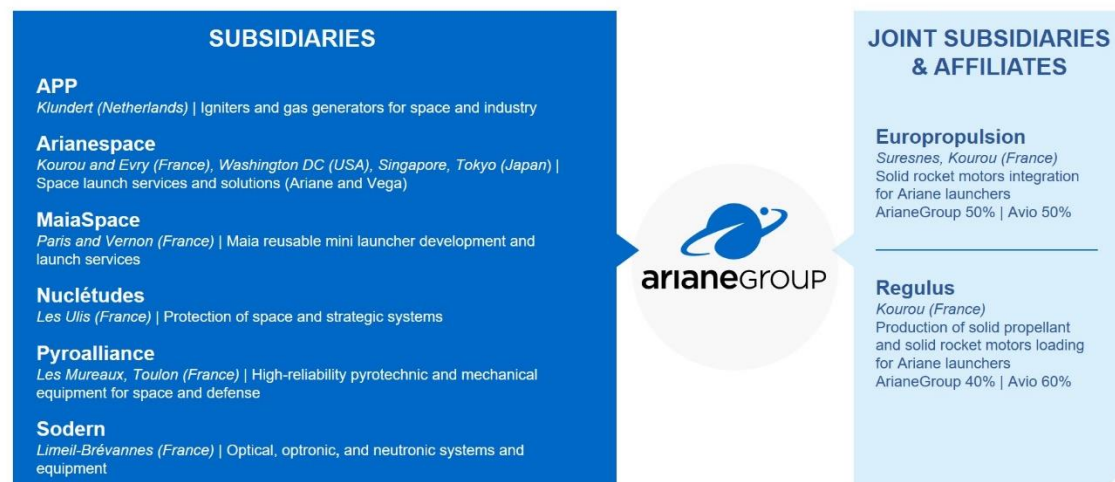 SUBSIDIARIES
APP
Klundert (Netherlands) | Igniters and gas generators for space and industry
Arianespace
Kourou and Evry (France), Washington DC (USA), Singapore, Tokyo (Japan) |
Space launch services and solutions (Ariane and Vega)
MaiaSpace
Paris and Vernon (France) | Maia reusable mini launcher development and
launch services
Nuclétudes
Les Ulis (France) | Protection of space and strategic systems
Pyroalliance
Les Mureaux, Toulon (France) | High-reliability pyrotechnic and mechanical
equipment for space and defense
Sodern
Limeil-Brévannes (France) | Optical, optronic, and neutronic systems and
equipment
arianeGROUP
JOINT SUBSIDIARIES
& AFFILIATES
Europropulsion
Suresnes, Kourou (France)
Solid rocket motors integration
for Ariane launchers
ArianeGroup 50% | Avio 50%
Regulus
Kourou (France)
Production of solid propellant
and solid rocket motors loading
for Ariane launchers
ArianeGroup 40% | Avio 60%